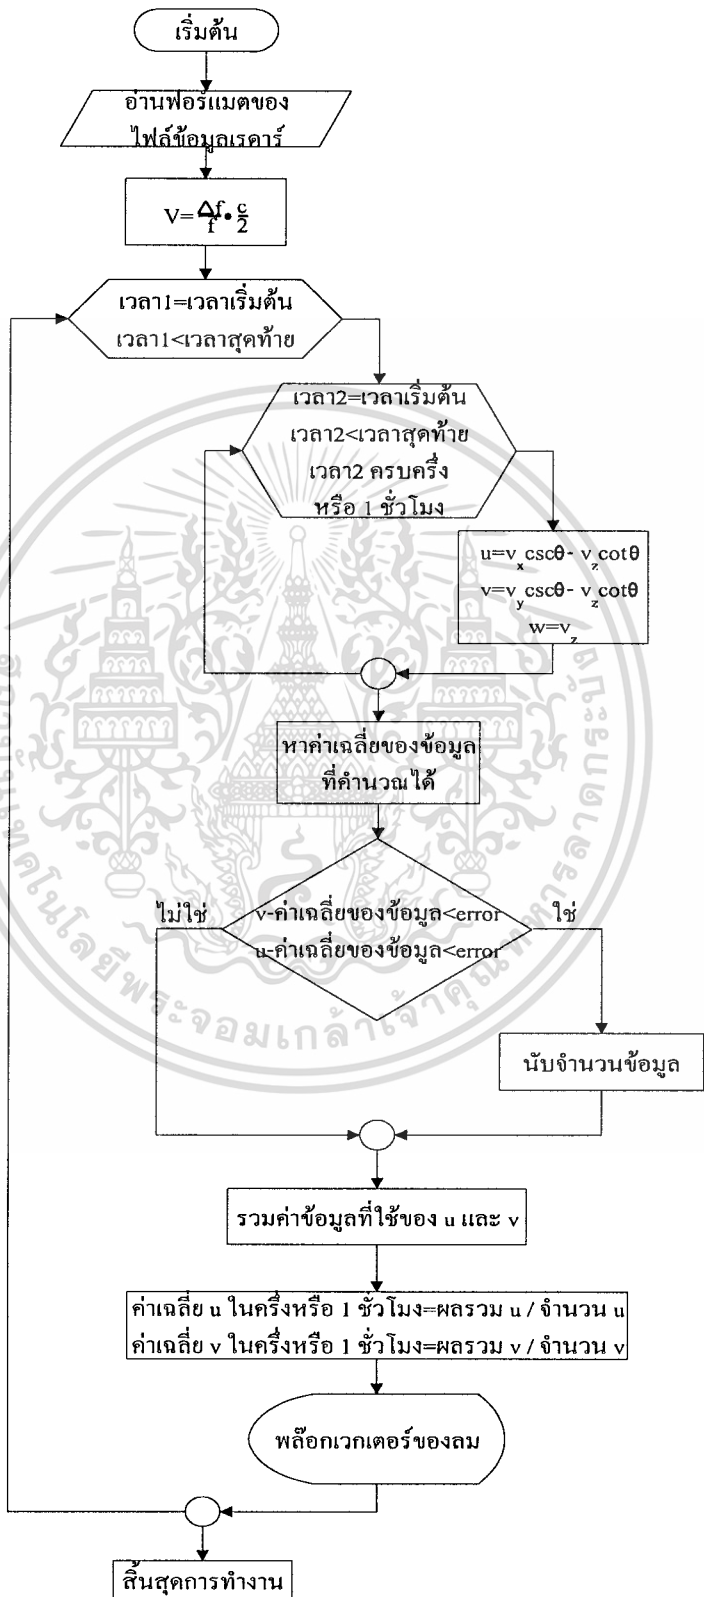 เริ่มต้น
อ่านฟอร์แมตของ
ไฟล์ข้อมูลเรคาร์
V=Δf/f • c/2
เวลา1=เวลาเริ่มต้น
เวลา1<เวลาสุดท้าย
เวลา2=เวลาเริ่มต้น
เวลา2<เวลาสุดท้าย
เวลา2 ครบครึ่ง
หรือ 1 ชั่วโมง
u=v_x cscθ- v_z cotθ
v=v_y cscθ- v_z cotθ
w=v_z
หาค่าเฉลี่ยของข้อมูล
ที่คำนวณได้
ไม่ใช่
v-ค่าเฉลี่ยของข้อมูล<error
u-ค่าเฉลี่ยของข้อมูล<error
ใช่
นับจำนวนข้อมูล
รวมค่าข้อมูลที่ใช้ของ u และ v
ค่าเฉลี่ย u ในครึ่งหรือ 1 ชั่วโมง=ผลรวม u / จำนวน u
ค่าเฉลี่ย v ในครึ่งหรือ 1 ชั่วโมง=ผลรวม v / จำนวน v
พล๊อกเวกเตอร์ของลม
สิ้นสุดการทำงาน